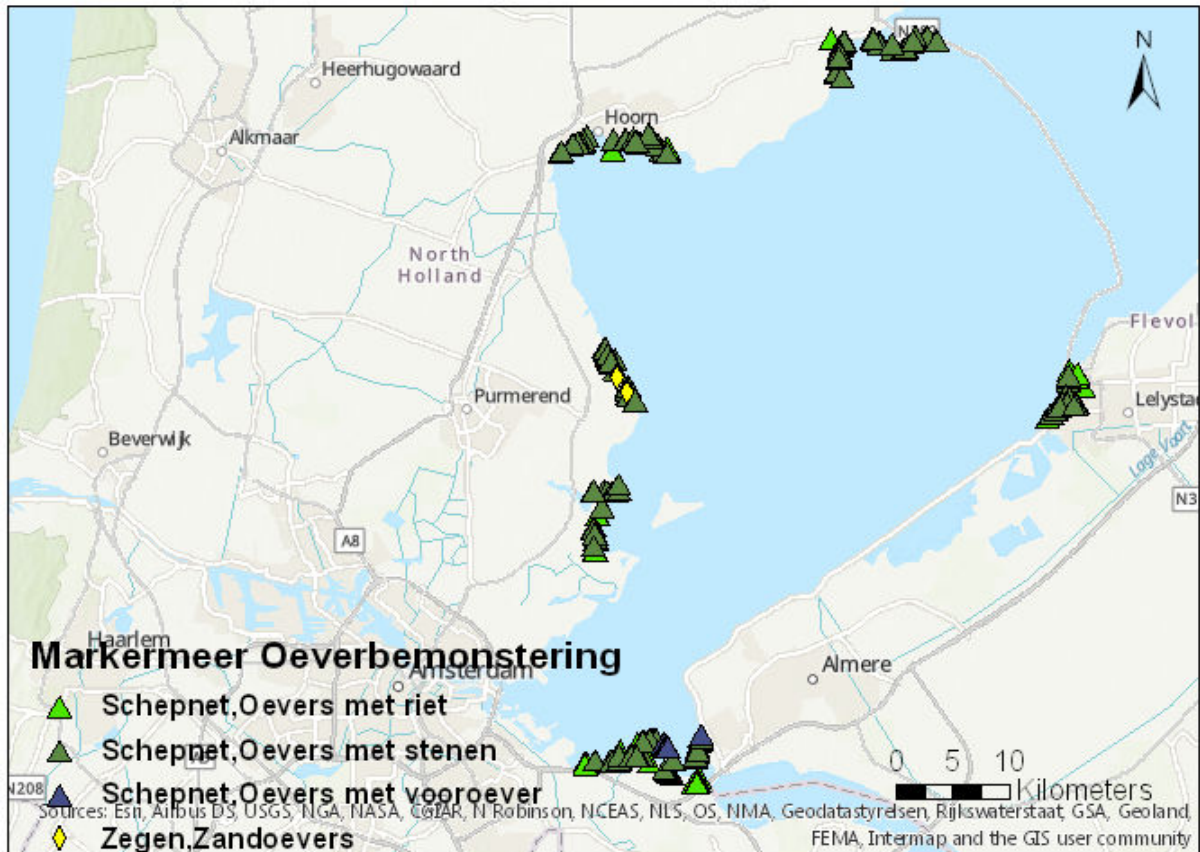 N
Heerhugowaard
Hoorn
Alkmaar
North
Holland
Flevol
Purmerend
Lelystad
Beverwijk
Lage Vaart
N3
A8
Haarlem
Markermeer Oeverbemonstering
Amsterdam
Almere
Schepnet,Oevers met riet
Schepnet,Oevers met stenen
0 5 10
Kilometers
N208
Schepnet,Oevers met vooroever
Sources: Esri, Airbus DS, USGS, NGA, NASA, CGIAR, N Robinson, NCEAS, NLS, OS, NMA, Geodatastyrelsen, Rijkswaterstaat, GSA, Geoland,
FEMA, Intermap and the GIS user community
Zegen,Zandoevers